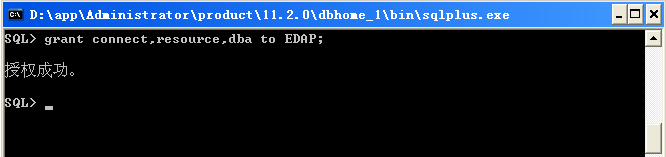 D:\app\Administrator\product\11.2.0\dbhome_1\bin\sqlplus.exe
SQL> grant connect,resource,dba to EDAP;
授权成功。
SQL>